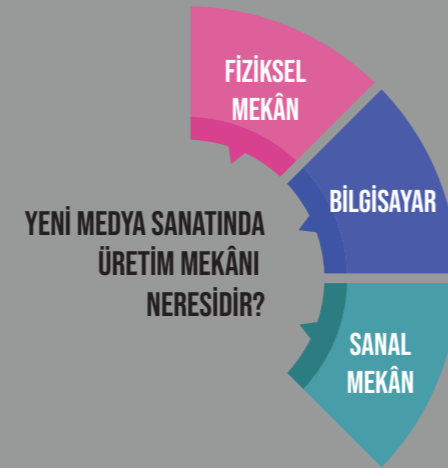 FİZİKSEL
MEKÂN
BİLGİSAYAR
YENİ MEDYA SANATINDA
ÜRETİM MEKÂNI
NERESİDİR?
SANAL
MEKÂN